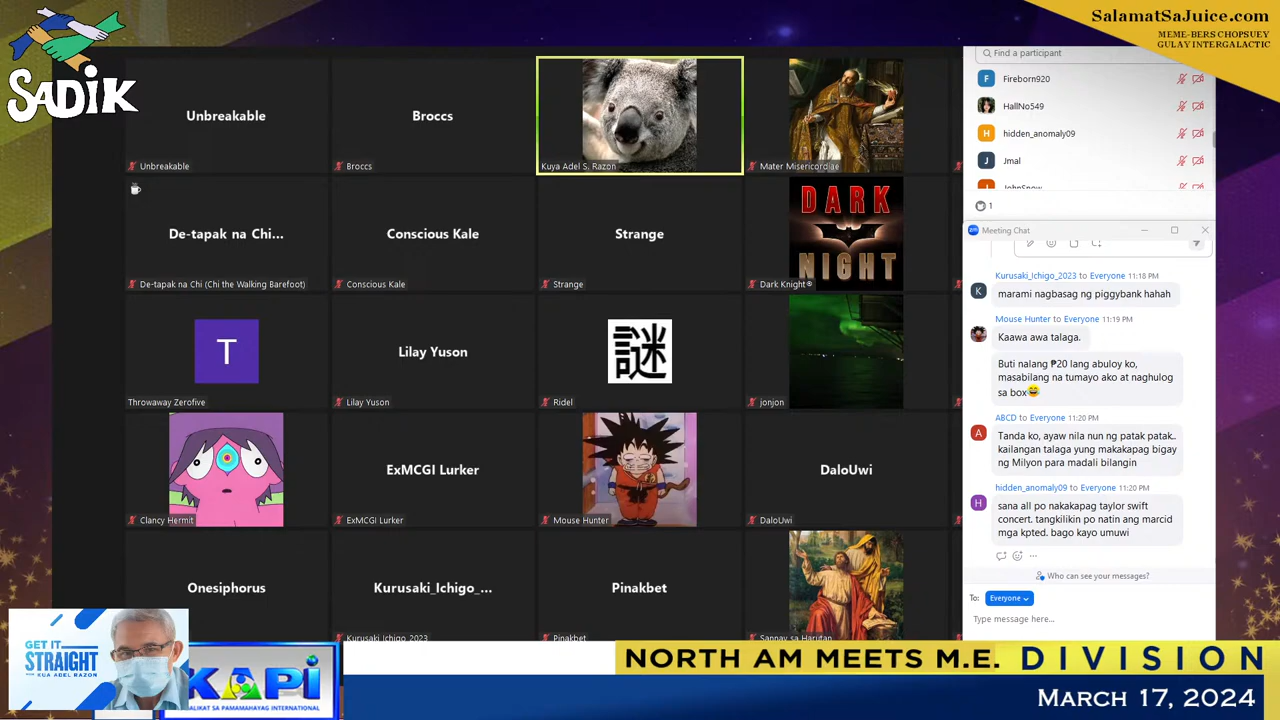 SADiK
SalamatSaJuice.com
MEME-BERS CHOPSUEY
GULAY INTERGALACTIC
Unbreakable
Unbreakable
Broccs
Broccs
Kuya Adel S. Razon
Mater Misericordiae
De-tapak na Chi...
De-tapak na Chi (Chi the Walking Barefoot)
Conscious Kale
Conscious Kale
Strange
Strange
DARK
NIGHT
Dark Knight®
T
Throwaway Zerofive
Lilay Yuson
Lilay Yuson
謎
Ridel
jonjon
Clancy Hermit
ExMCGI Lurker
ExMCGI Lurker
Mouse Hunter
DaloUwi
DaloUwi
Onesiphorus
Kurusaki_Ichigo_...
Kurusaki_Ichigo_2023
Pinakbet
Pinakbet
Sannay sa Harutan
Find a participant
F Fireborn920
HallNo549
H hidden_anomaly09
J Jmal
JohnSnow
1
zm Meeting Chat
Kurusaki_Ichigo_2023 to Everyone 11:18 PM
K marami nagbasag ng piggybank hahah
Mouse Hunter to Everyone 11:19 PM
Kaawa awa talaga.
Buti nalang ₱20 lang abuloy ko,
masabilang na tumayo ako at naghulog
sa box😅
ABCD to Everyone 11:20 PM
A Tanda ko, ayaw nila nun ng patak patak..
kailangan talaga yung makakapag bigay
ng Milyon para madali bilangin
hidden_anomaly09 to Everyone 11:20 PM
H sana all po nakakapag taylor swift
concert. tangkilikin po natin ang marcid
mga kpted. bago kayo umuwi
Who can see your messages?
To: Everyone
Type message here...
GET IT
STRAIGHT
WITH KUA ADEL RAZON
KAPi
NORTH AM MEETS M.E. DIVISION
March 17, 2024